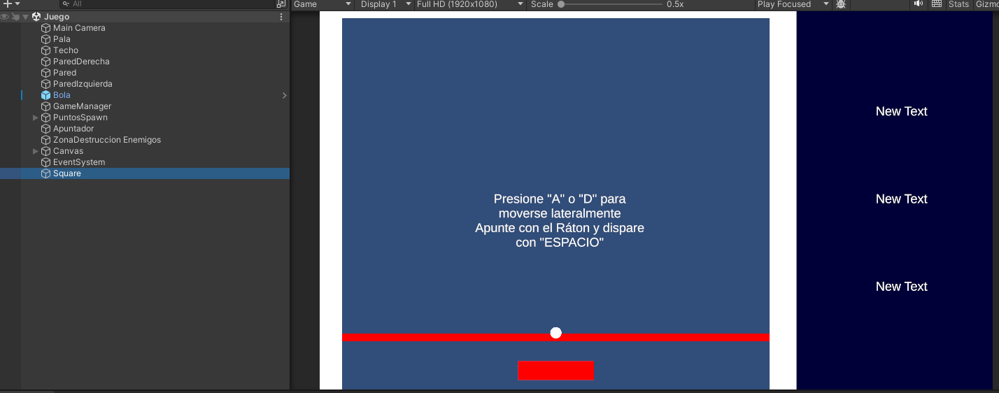 All
Game
Display 1
Full HD (1920x1080)
Scale
0.5x
Play Focused
Stats
Gizmo
Juego
Main Camera
Pala
Techo
ParedDerecha
Pared
ParedIzquierda
Bola
GameManager
PuntosSpawn
Apuntador
ZonaDestruccion Enemigos
Canvas
EventSystem
Square
Presione "A" o "D" para
moverse lateralmente
Apunte con el Ráton y dispare
con "ESPACIO"
New Text
New Text
New Text